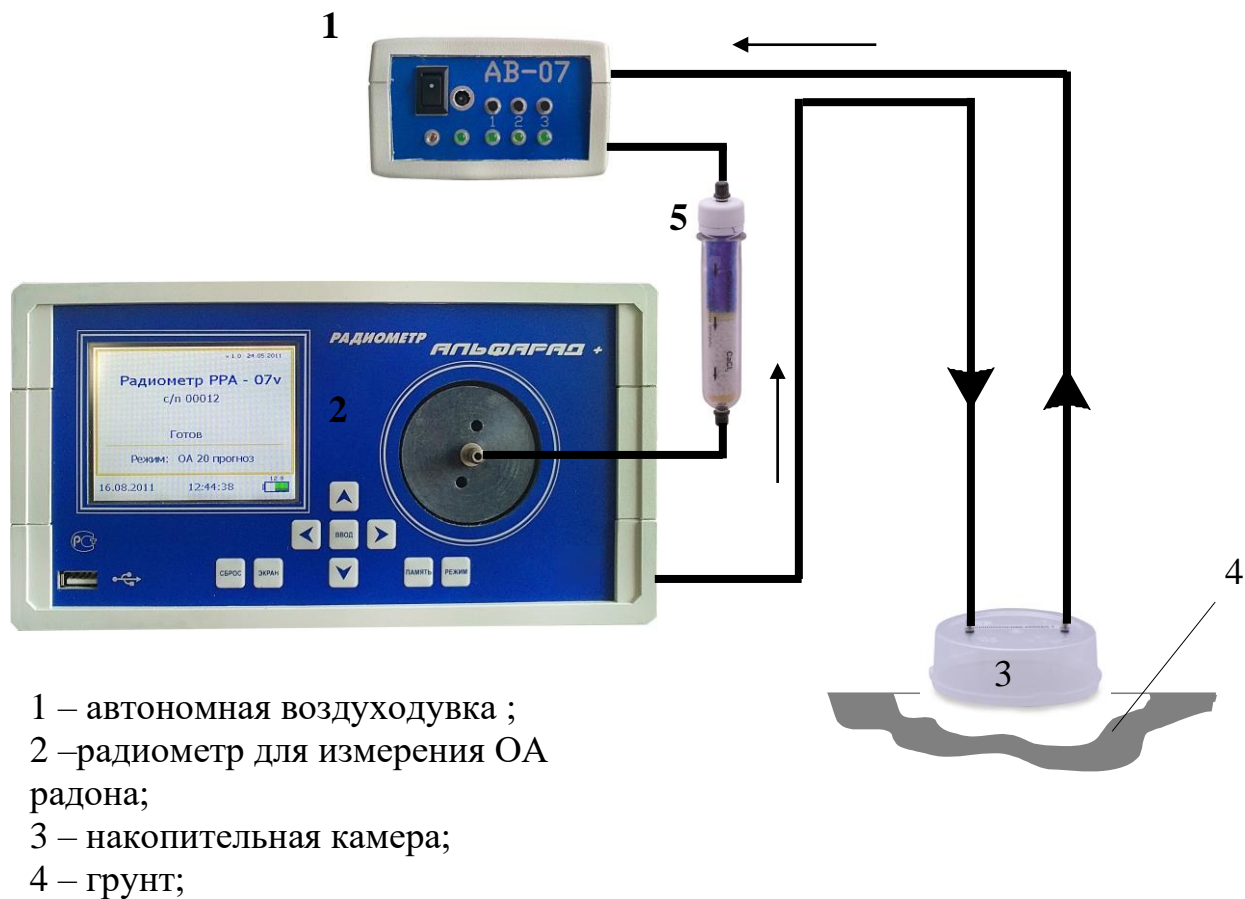 1
АВ-07
1 2 3
5
РАДИОМЕТР
АЛЬФАРАД +
v 1.0 24.05.2011
Радиометр РРА - 07v
с/п 00012
Готов
Режим: ОА 20 прогноз
16.08.2011 12:44:38
2
ВВОД
СБРОС
ЭКРАН
ПАМЯТЬ
РЕЖИМ
CaCl
4
3
1 – автономная воздуходувка ;
2 –радиометр для измерения ОА
радона;
3 – накопительная камера;
4 – грунт;